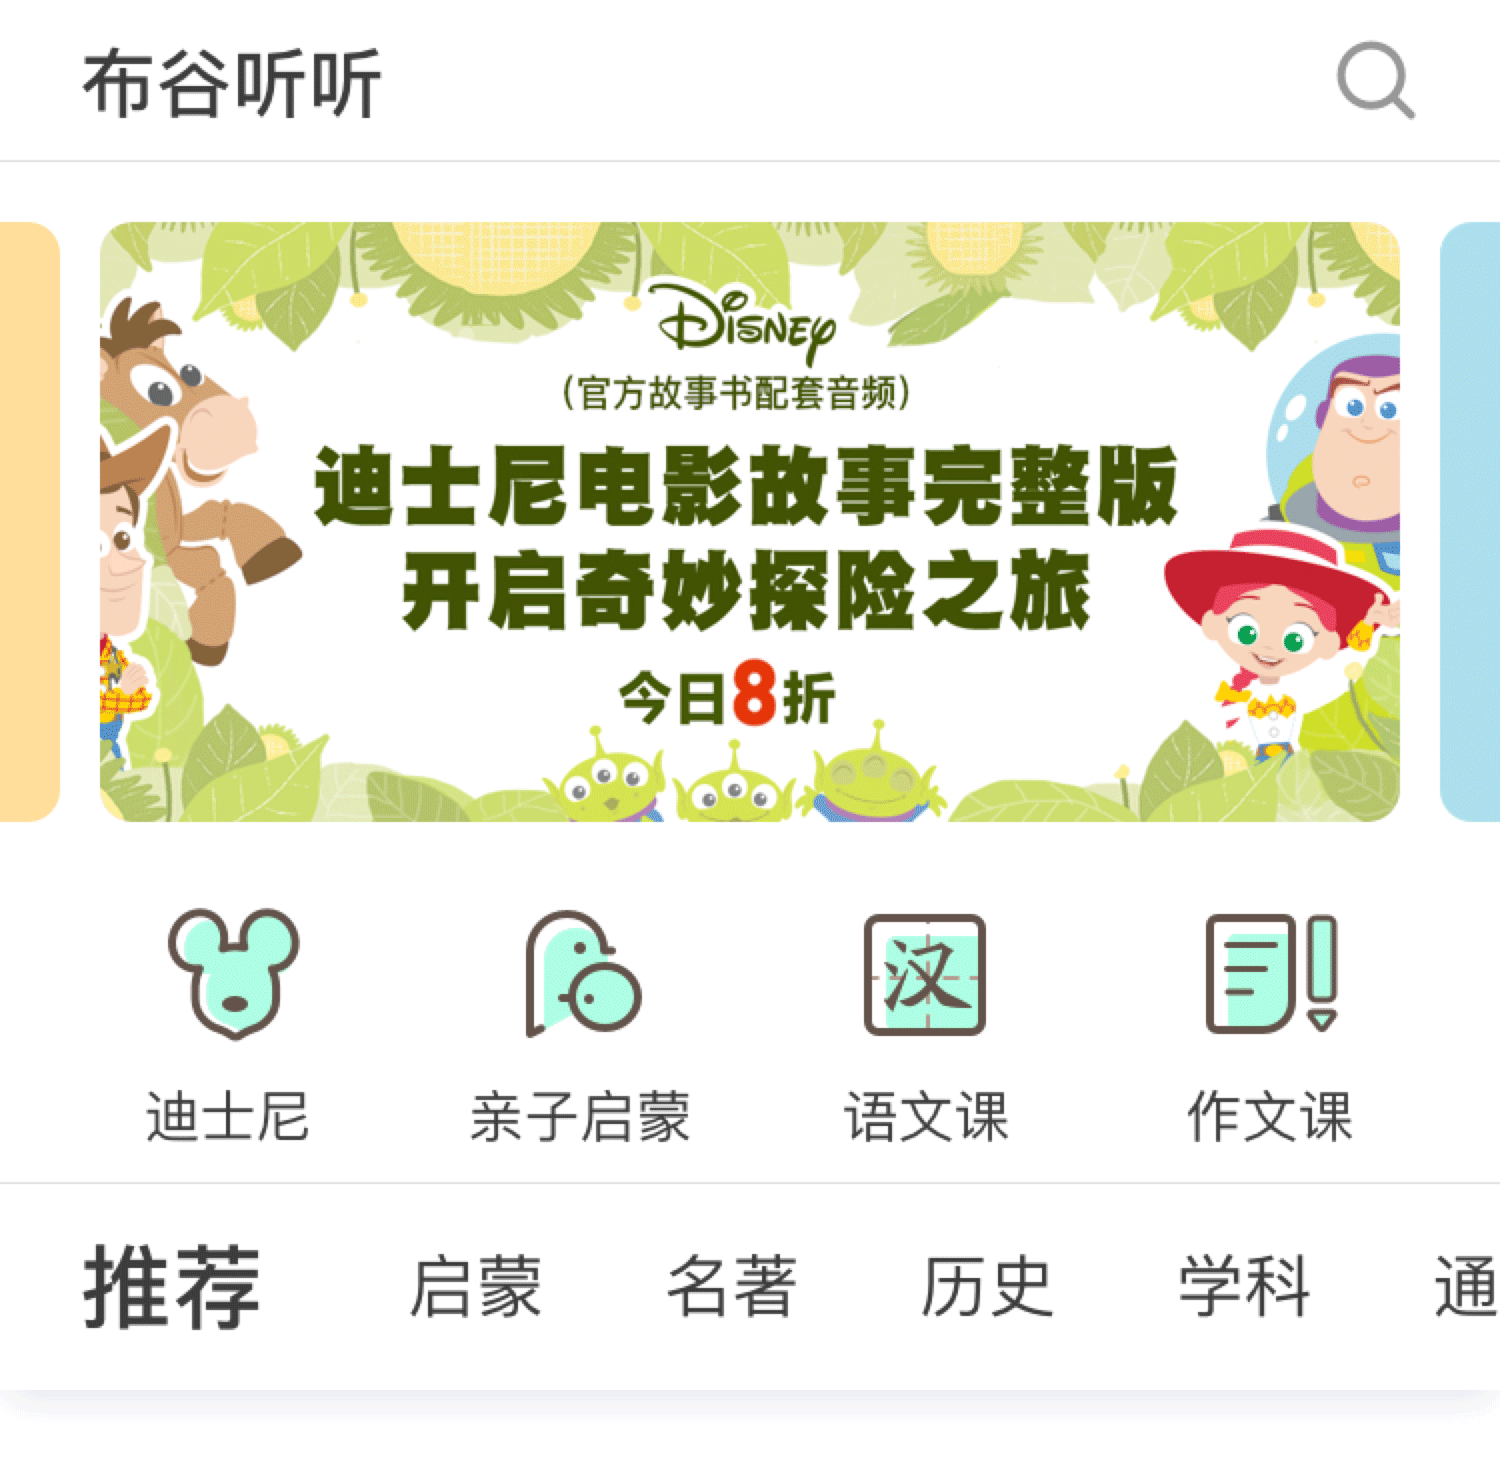 布谷听听
Disney
（官方故事书配套音频）
迪士尼电影故事完整版
开启奇妙探险之旅
今日8折
汉
迪士尼 亲子启蒙 语文课 作文课
推荐 启蒙 名著 历史 学科 通